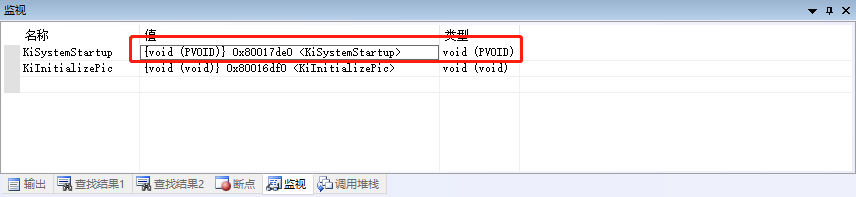 监视
名称 值 类型
KiSystemStartup {void (PVOID)} 0x80017de0 <KiSystemStartup> void (PVOID)
KiInitializePic {void (void)} 0x80016df0 <KiInitializePic> void (void)
输出 查找结果1 查找结果2 断点 监视 调用堆栈